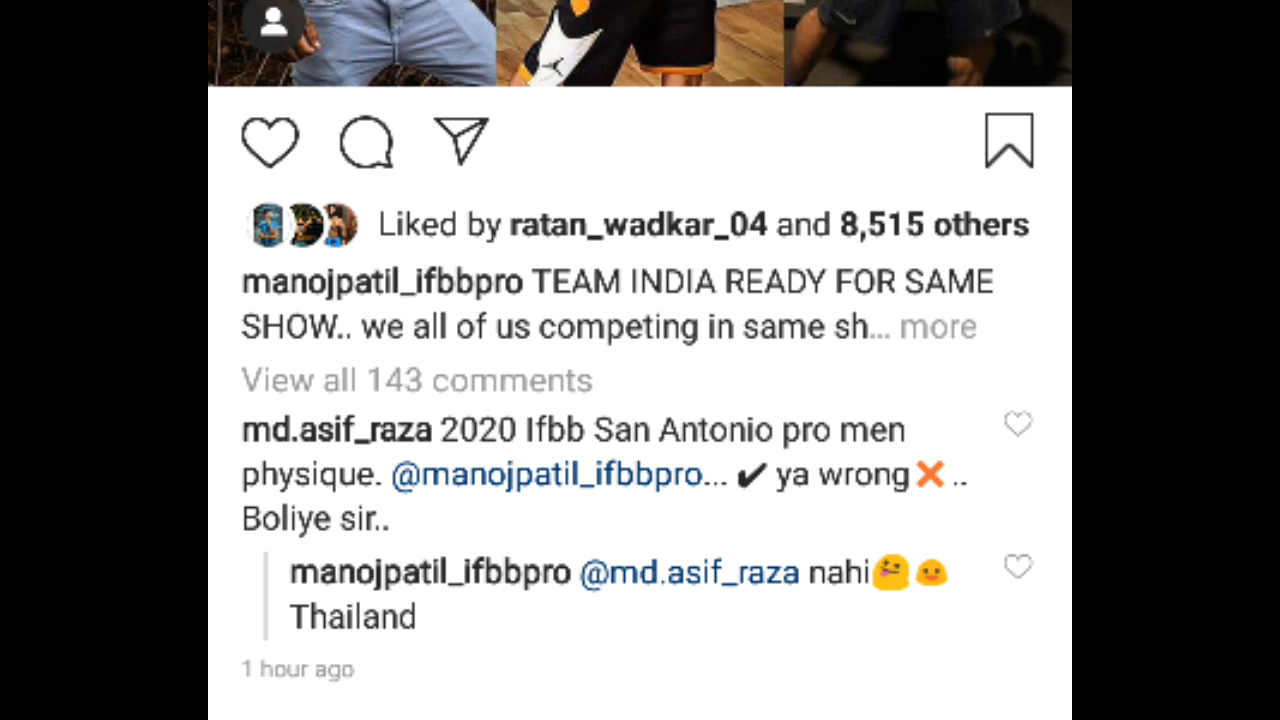 Liked by ratan_wadkar_04 and 8,515 others
manojpatil_ifbbpro TEAM INDIA READY FOR SAME
SHOW.. we all of us competing in same sh... more
View all 143 comments
md.asif_raza 2020 Ifbb San Antonio pro men
physique. @manojpatil_ifbbpro... ✔ ya wrong❌ ..
Boliye sir..
manojpatil_ifbbpro @md.asif_raza nahi
Thailand
1 hour ago